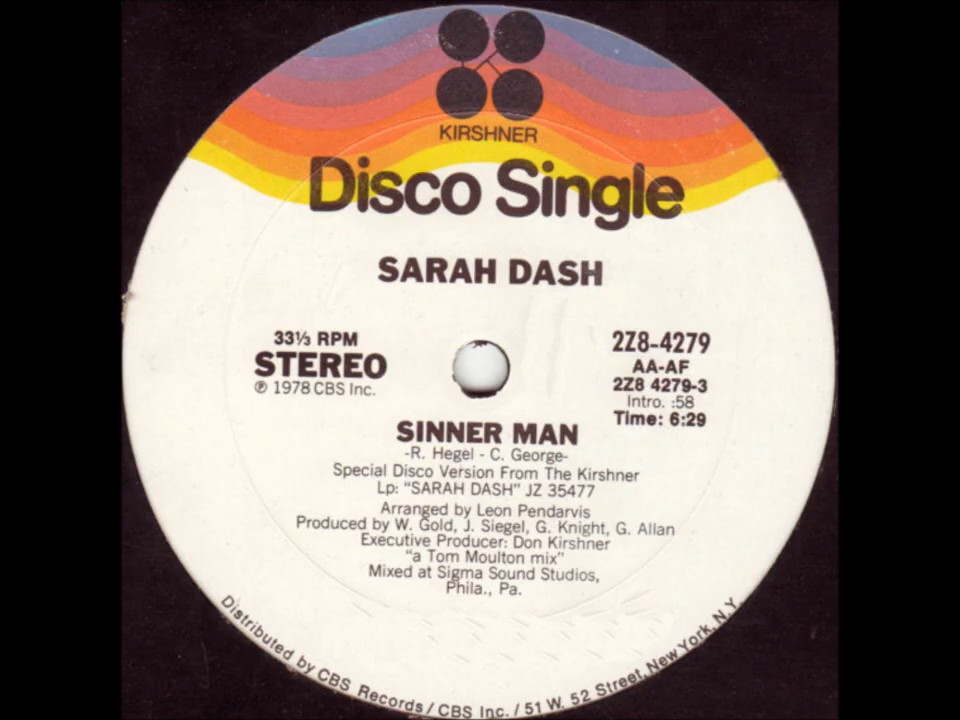 KIRSHNER
Disco Single
SARAH DASH
33⅓ RPM
STEREO
℗ 1978 CBS Inc.
2Z8-4279
AA-AF
2Z8 4279-3
Intro. :58
Time: 6:29
SINNER MAN
-R. Hegel - C. George-
Special Disco Version From The Kirshner
Lp: "SARAH DASH" JZ 35477
Arranged by Leon Pendarvis
Produced by W. Gold, J. Siegel, G. Knight, G. Allan
Executive Producer: Don Kirshner
"a Tom Moulton mix"
Mixed at Sigma Sound Studios,
Phila., Pa.
Distributed by CBS Records / CBS Inc. / 51 W. 52 Street, New York, N.Y.